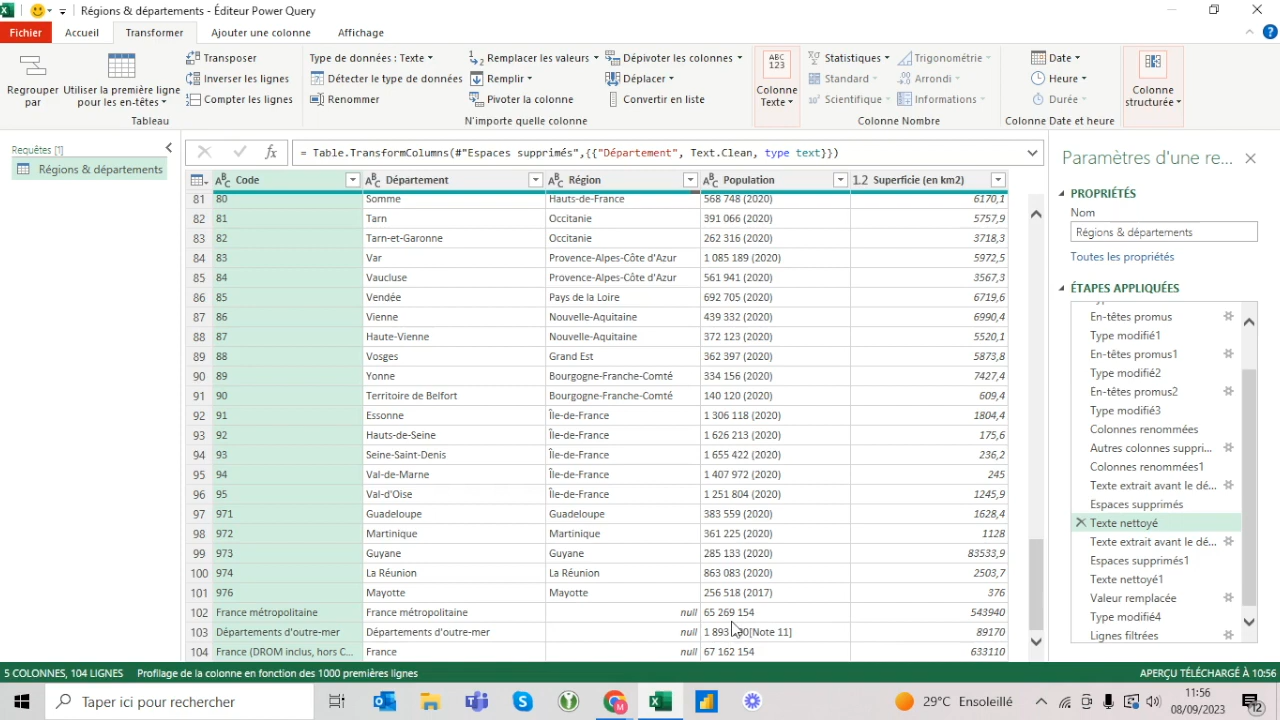 Régions & départements - Éditeur Power Query
Fichier Accueil Transformer Ajouter une colonne Affichage
Regrouper par
Utiliser la première ligne pour les en-têtes
Transposer
Inverser les lignes
Compter les lignes
Tableau
Type de données : Texte
Détecter le type de données
Renommer
Remplacer les valeurs
Remplir
Pivoter la colonne
Dépivoter les colonnes
Déplacer
Convertir en liste
N'importe quelle colonne
ABC
123
Colonne Texte
Statistiques
Standard
Scientifique
Trigonométrie
Arrondi
Informations
Colonne Nombre
Date
Heure
Durée
Colonne Date et heure
Colonne structurée
Requêtes [1]
Régions & départements
= Table.TransformColumns(#"Espaces supprimés",{{"Département", Text.Clean, type text}})
Code Département Région Population 1.2 Superficie (en km2)
81 80 Somme Hauts-de-France 568 748 (2020) 6170,1
82 81 Tarn Occitanie 391 066 (2020) 5757,9
83 82 Tarn-et-Garonne Occitanie 262 316 (2020) 3718,3
84 83 Var Provence-Alpes-Côte d'Azur 1 085 189 (2020) 5972,5
85 84 Vaucluse Provence-Alpes-Côte d'Azur 561 941 (2020) 3567,3
86 85 Vendée Pays de la Loire 692 705 (2020) 6719,6
87 86 Vienne Nouvelle-Aquitaine 439 332 (2020) 6990,4
88 87 Haute-Vienne Nouvelle-Aquitaine 372 123 (2020) 5520,1
89 88 Vosges Grand Est 362 397 (2020) 5873,8
90 89 Yonne Bourgogne-Franche-Comté 334 156 (2020) 7427,4
91 90 Territoire de Belfort Bourgogne-Franche-Comté 140 120 (2020) 609,4
92 91 Essonne Île-de-France 1 306 118 (2020) 1804,4
93 92 Hauts-de-Seine Île-de-France 1 626 213 (2020) 175,6
94 93 Seine-Saint-Denis Île-de-France 1 655 422 (2020) 236,2
95 94 Val-de-Marne Île-de-France 1 407 972 (2020) 245
96 95 Val-d'Oise Île-de-France 1 251 804 (2020) 1245,9
97 971 Guadeloupe Guadeloupe 383 559 (2020) 1628,4
98 972 Martinique Martinique 361 225 (2020) 1128
99 973 Guyane Guyane 285 133 (2020) 83533,9
100 974 La Réunion La Réunion 863 083 (2020) 2503,7
101 976 Mayotte Mayotte 256 518 (2017) 376
102 France métropolitaine France métropolitaine null 65 269 154 543940
103 Départements d'outre-mer Départements d'outre-mer null 1 893 [Note 11] 89170
104 France (DROM inclus, hors C... France null 67 162 154 633110
Paramètres d'une re...
PROPRIÉTÉS
Nom
Régions & départements
Toutes les propriétés
ÉTAPES APPLIQUÉES
En-têtes promus
Type modifié1
En-têtes promus1
Type modifié2
En-têtes promus2
Type modifié3
Colonnes renommées
Autres colonnes suppri...
Colonnes renommées1
Texte extrait avant le dé...
Espaces supprimés
Texte nettoyé
Texte extrait avant le dé...
Espaces supprimés1
Texte nettoyé1
Valeur remplacée
Type modifié4
Lignes filtrées
5 COLONNES, 104 LIGNES Profilage de la colonne en fonction des 1000 premières lignes APERÇU TÉLÉCHARGÉ À 10:56
Taper ici pour rechercher
29°C Ensoleillé
11:56
08/09/2023
12